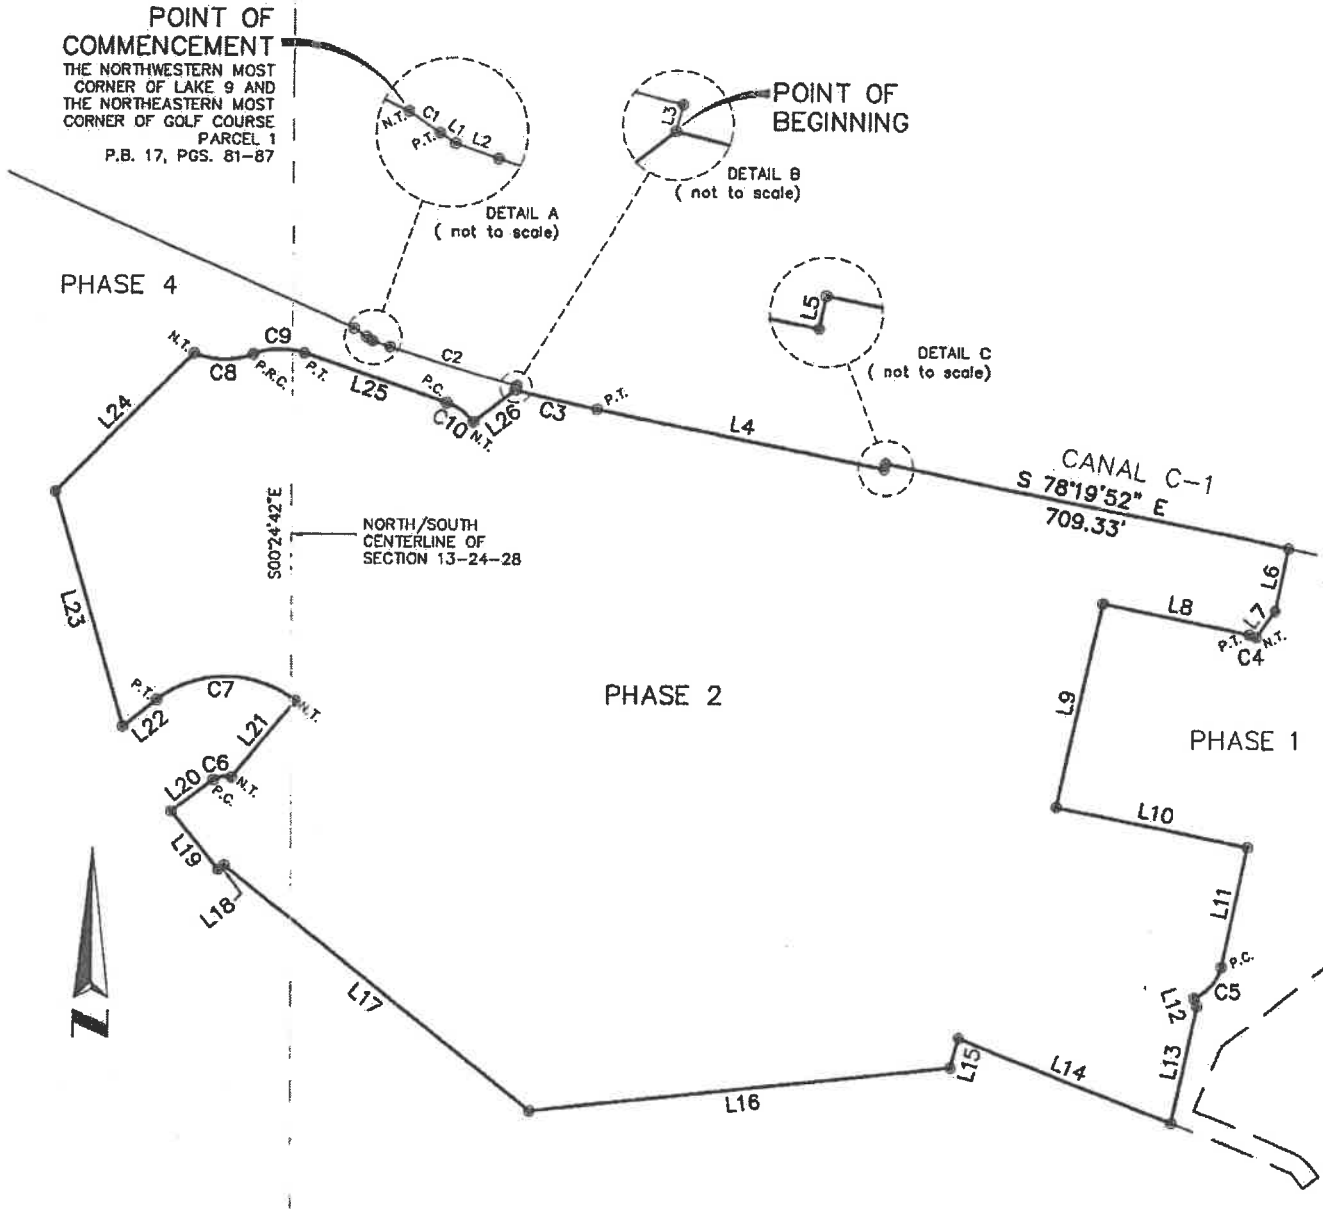 POINT OF
COMMENCEMENT
THE NORTHWESTERN MOST
CORNER OF LAKE 9 AND
THE NORTHEASTERN MOST
CORNER OF GOLF COURSE
PARCEL 1
P.B. 17, PGS. 81-87
N.T.
C1
P.T.
L1
L2
DETAIL A
( not to scale)
L3
POINT OF
BEGINNING
DETAIL B
( not to scale)
L5
DETAIL C
( not to scale)
PHASE 4
N.T.
C8
P.R.C.
C9
P.T.
L25
P.C.
C10
N.T.
L26
C2
C3
P.T.
L4
CANAL C-1
S 78°19'52" E
709.33'
L24
S00°24'42"E
NORTH/SOUTH
CENTERLINE OF
SECTION 13-24-28
L6
L7
L8
P.T.
N.T.
C4
L23
P.T.
C7
N.T.
L22
L21
PHASE 2
L9
PHASE 1
L20
C6
P.C.
N.T.
L10
L19
L18
L11
P.C.
C5
L12
L17
L13
L14
L15
L16
N